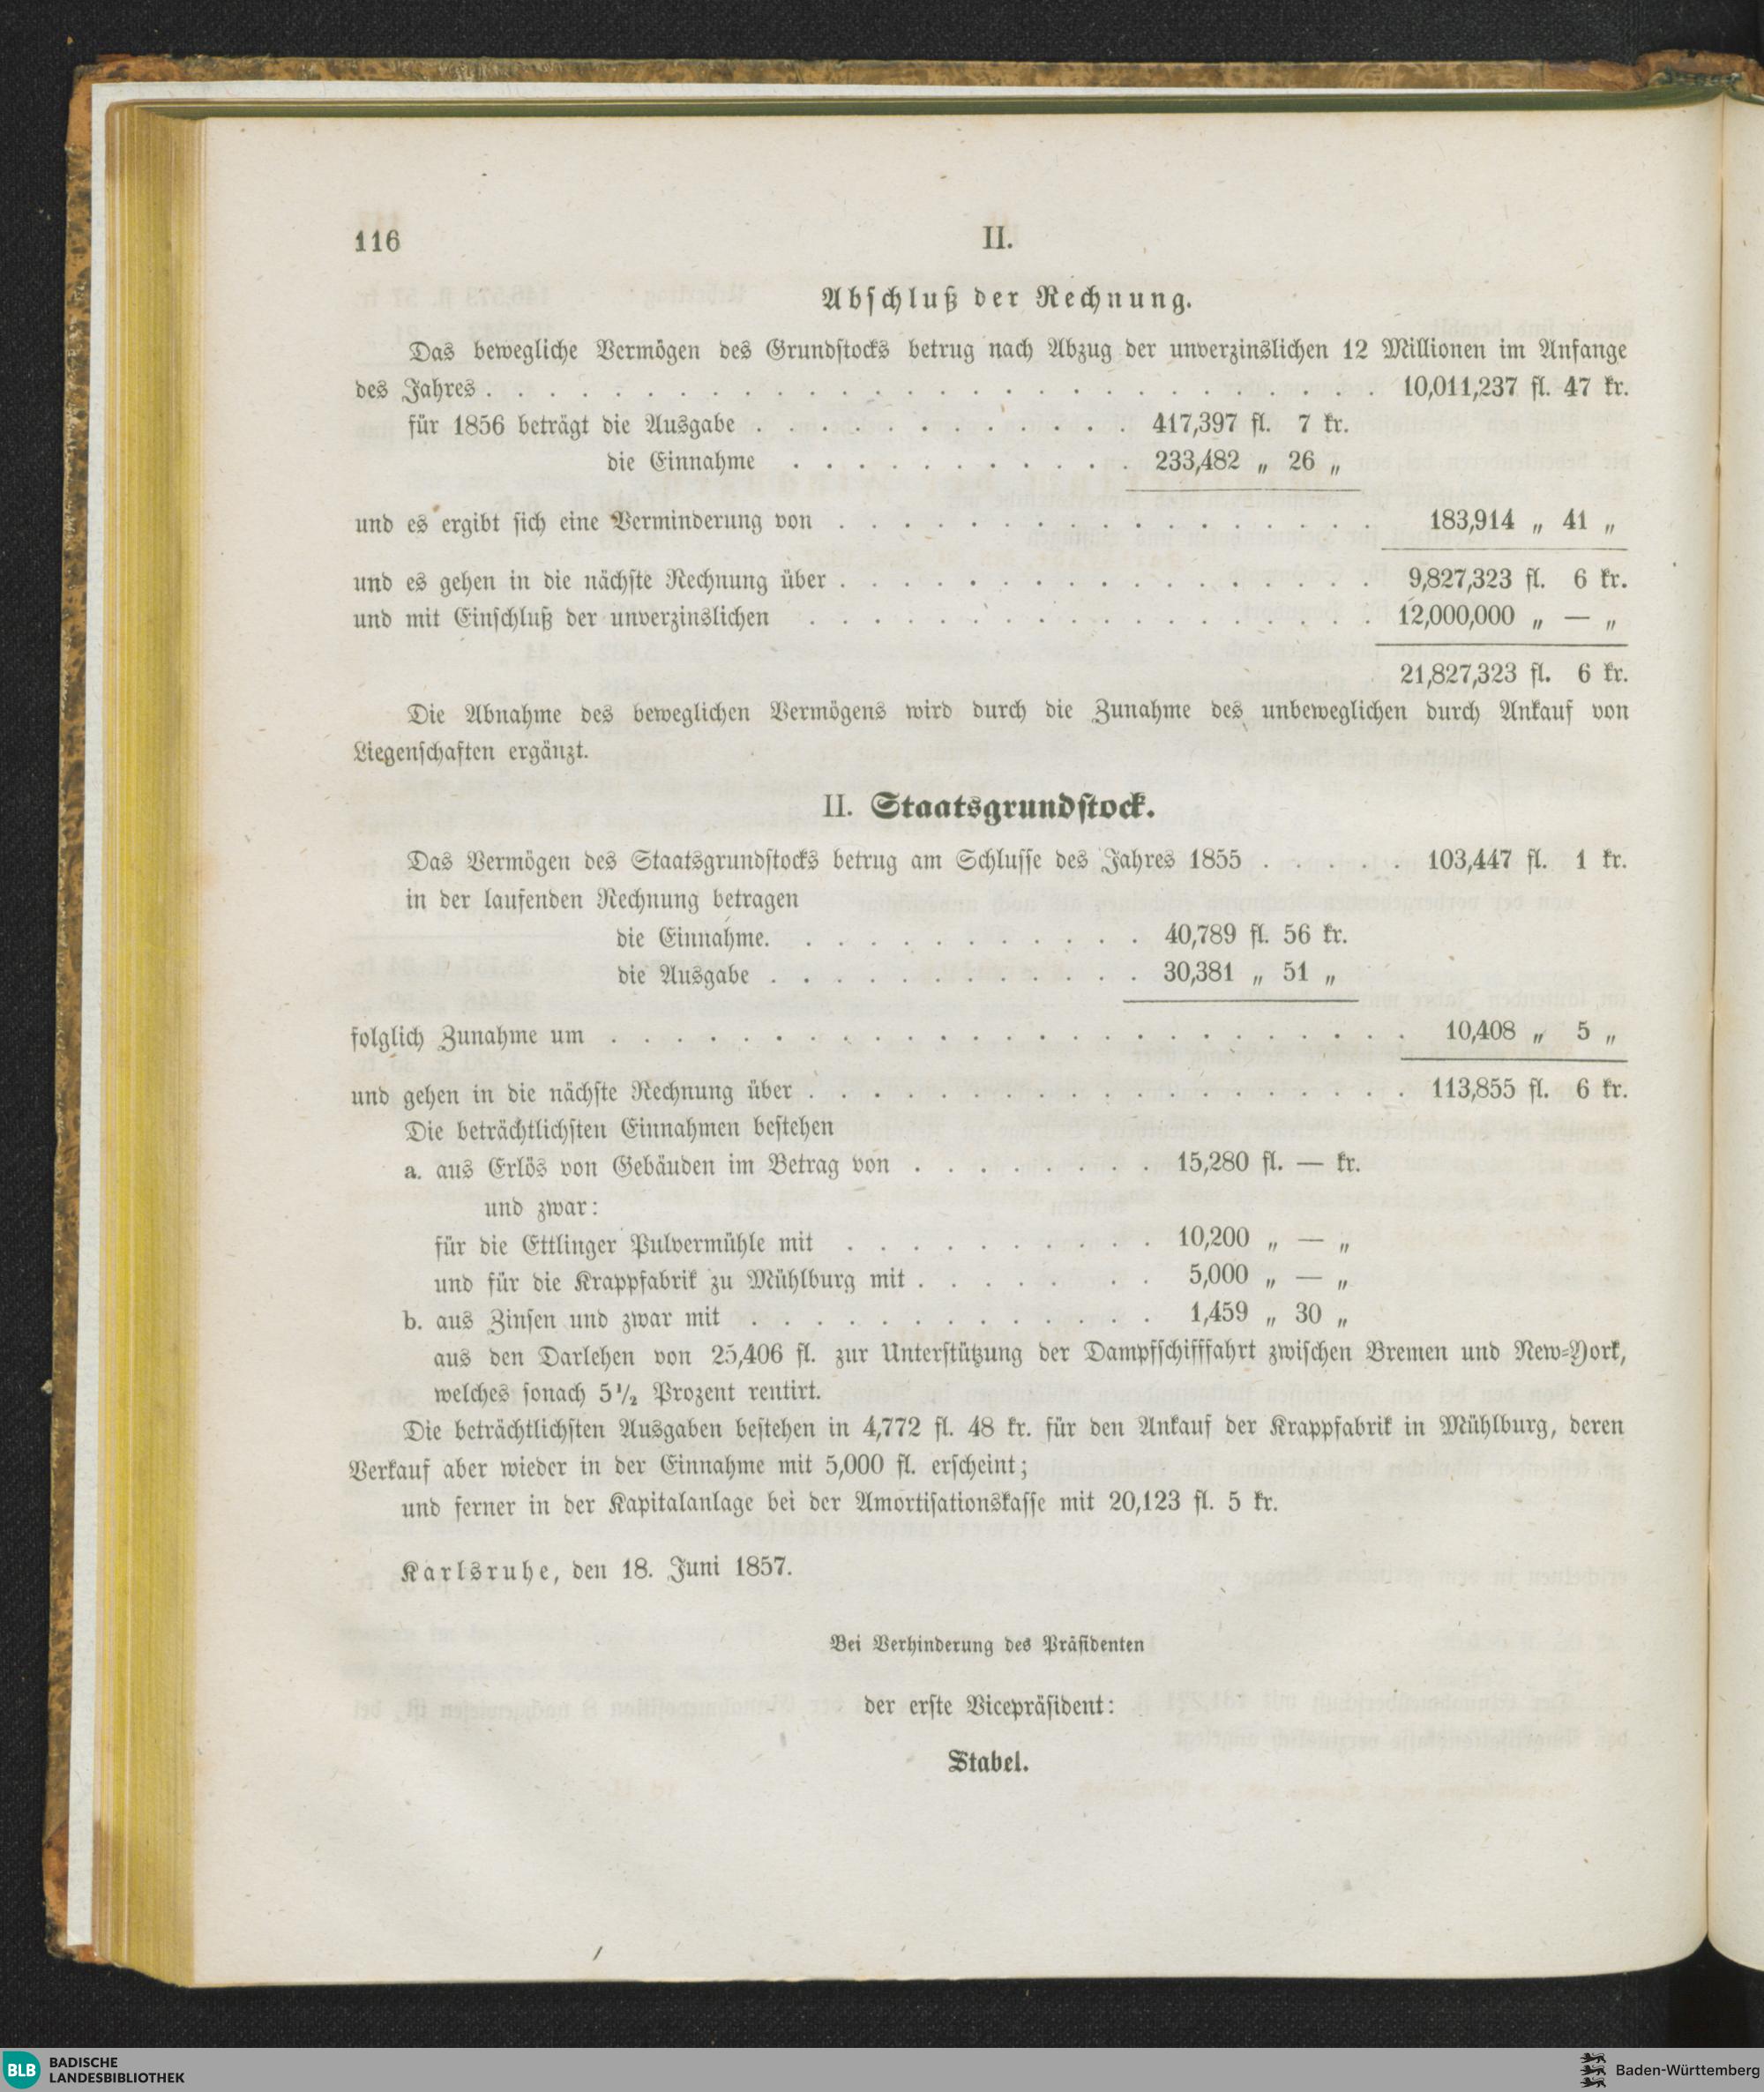 116
II.
Abschluß der Rechnung.
Das bewegliche Vermögen des Grundstocks betrug nach Abzug der unverzinslichen 12 Millionen im Anfange
des Jahres . . . . . . . . . . . . . . . . . . . . . . . . . . . . 10,011,237 fl. 47 kr.
für 1856 beträgt die Ausgabe . . . . . . . . . . . . 417,397 fl. 7 kr.
die Einnahme . . . . . . . . . . . 233,482 „ 26 „
und es ergibt sich eine Verminderung von . . . . . . . . . . . . . . . . . 183,914 „ 41 „
und es gehen in die nächste Rechnung über . . . . . . . . . . . . . . . . . 9,827,323 fl. 6 kr.
und mit Einschluß der unverzinslichen . . . . . . . . . . . . . . . . . . 12,000,000 „ — „
21,827,323 fl. 6 kr.
Die Abnahme des beweglichen Vermögens wird durch die Zunahme des unbeweglichen durch Ankauf von
Liegenschaften ergänzt.
II. Staatsgrundstock.
Das Vermögen des Staatsgrundstocks betrug am Schlusse des Jahres 1855 . . . . . 103,447 fl. 1 kr.
in der laufenden Rechnung betragen
die Einnahme. . . . . . . . . . . . 40,789 fl. 56 kr.
die Ausgabe . . . . . . . . . . . . 30,381 „ 51 „
folglich Zunahme um . . . . . . . . . . . . . . . . . . . . . . . . . 10,408 „ 5 „
und gehen in die nächste Rechnung über . . . . . . . . . . . . . . . . . . . 113,855 fl. 6 kr.
Die beträchtlichsten Einnahmen bestehen
a. aus Erlös von Gebäuden im Betrag von . . . . . . . . 15,280 fl. — kr.
und zwar:
für die Ettlinger Pulvermühle mit . . . . . . . . . . 10,200 „ — „
und für die Krappfabrik zu Mühlburg mit . . . . . . . . 5,000 „ — „
b. aus Zinsen und zwar mit . . . . . . . . . . . . . 1,459 „ 30 „
aus den Darlehen von 25,406 fl. zur Unterstützung der Dampfschifffahrt zwischen Bremen und New-York,
welches sonach 5½ Prozent rentirt.
Die beträchtlichsten Ausgaben bestehen in 4,772 fl. 48 kr. für den Ankauf der Krappfabrik in Mühlburg, deren
Verkauf aber wieder in der Einnahme mit 5,000 fl. erscheint;
und ferner in der Kapitalanlage bei der Amortisationskasse mit 20,123 fl. 5 kr.
Karlsruhe, den 18. Juni 1857.
Bei Verhinderung des Präsidenten
der erste Vicepräsident:
Stabel.
BLB BADISCHE
LANDESBIBLIOTHEK
Baden-Württemberg